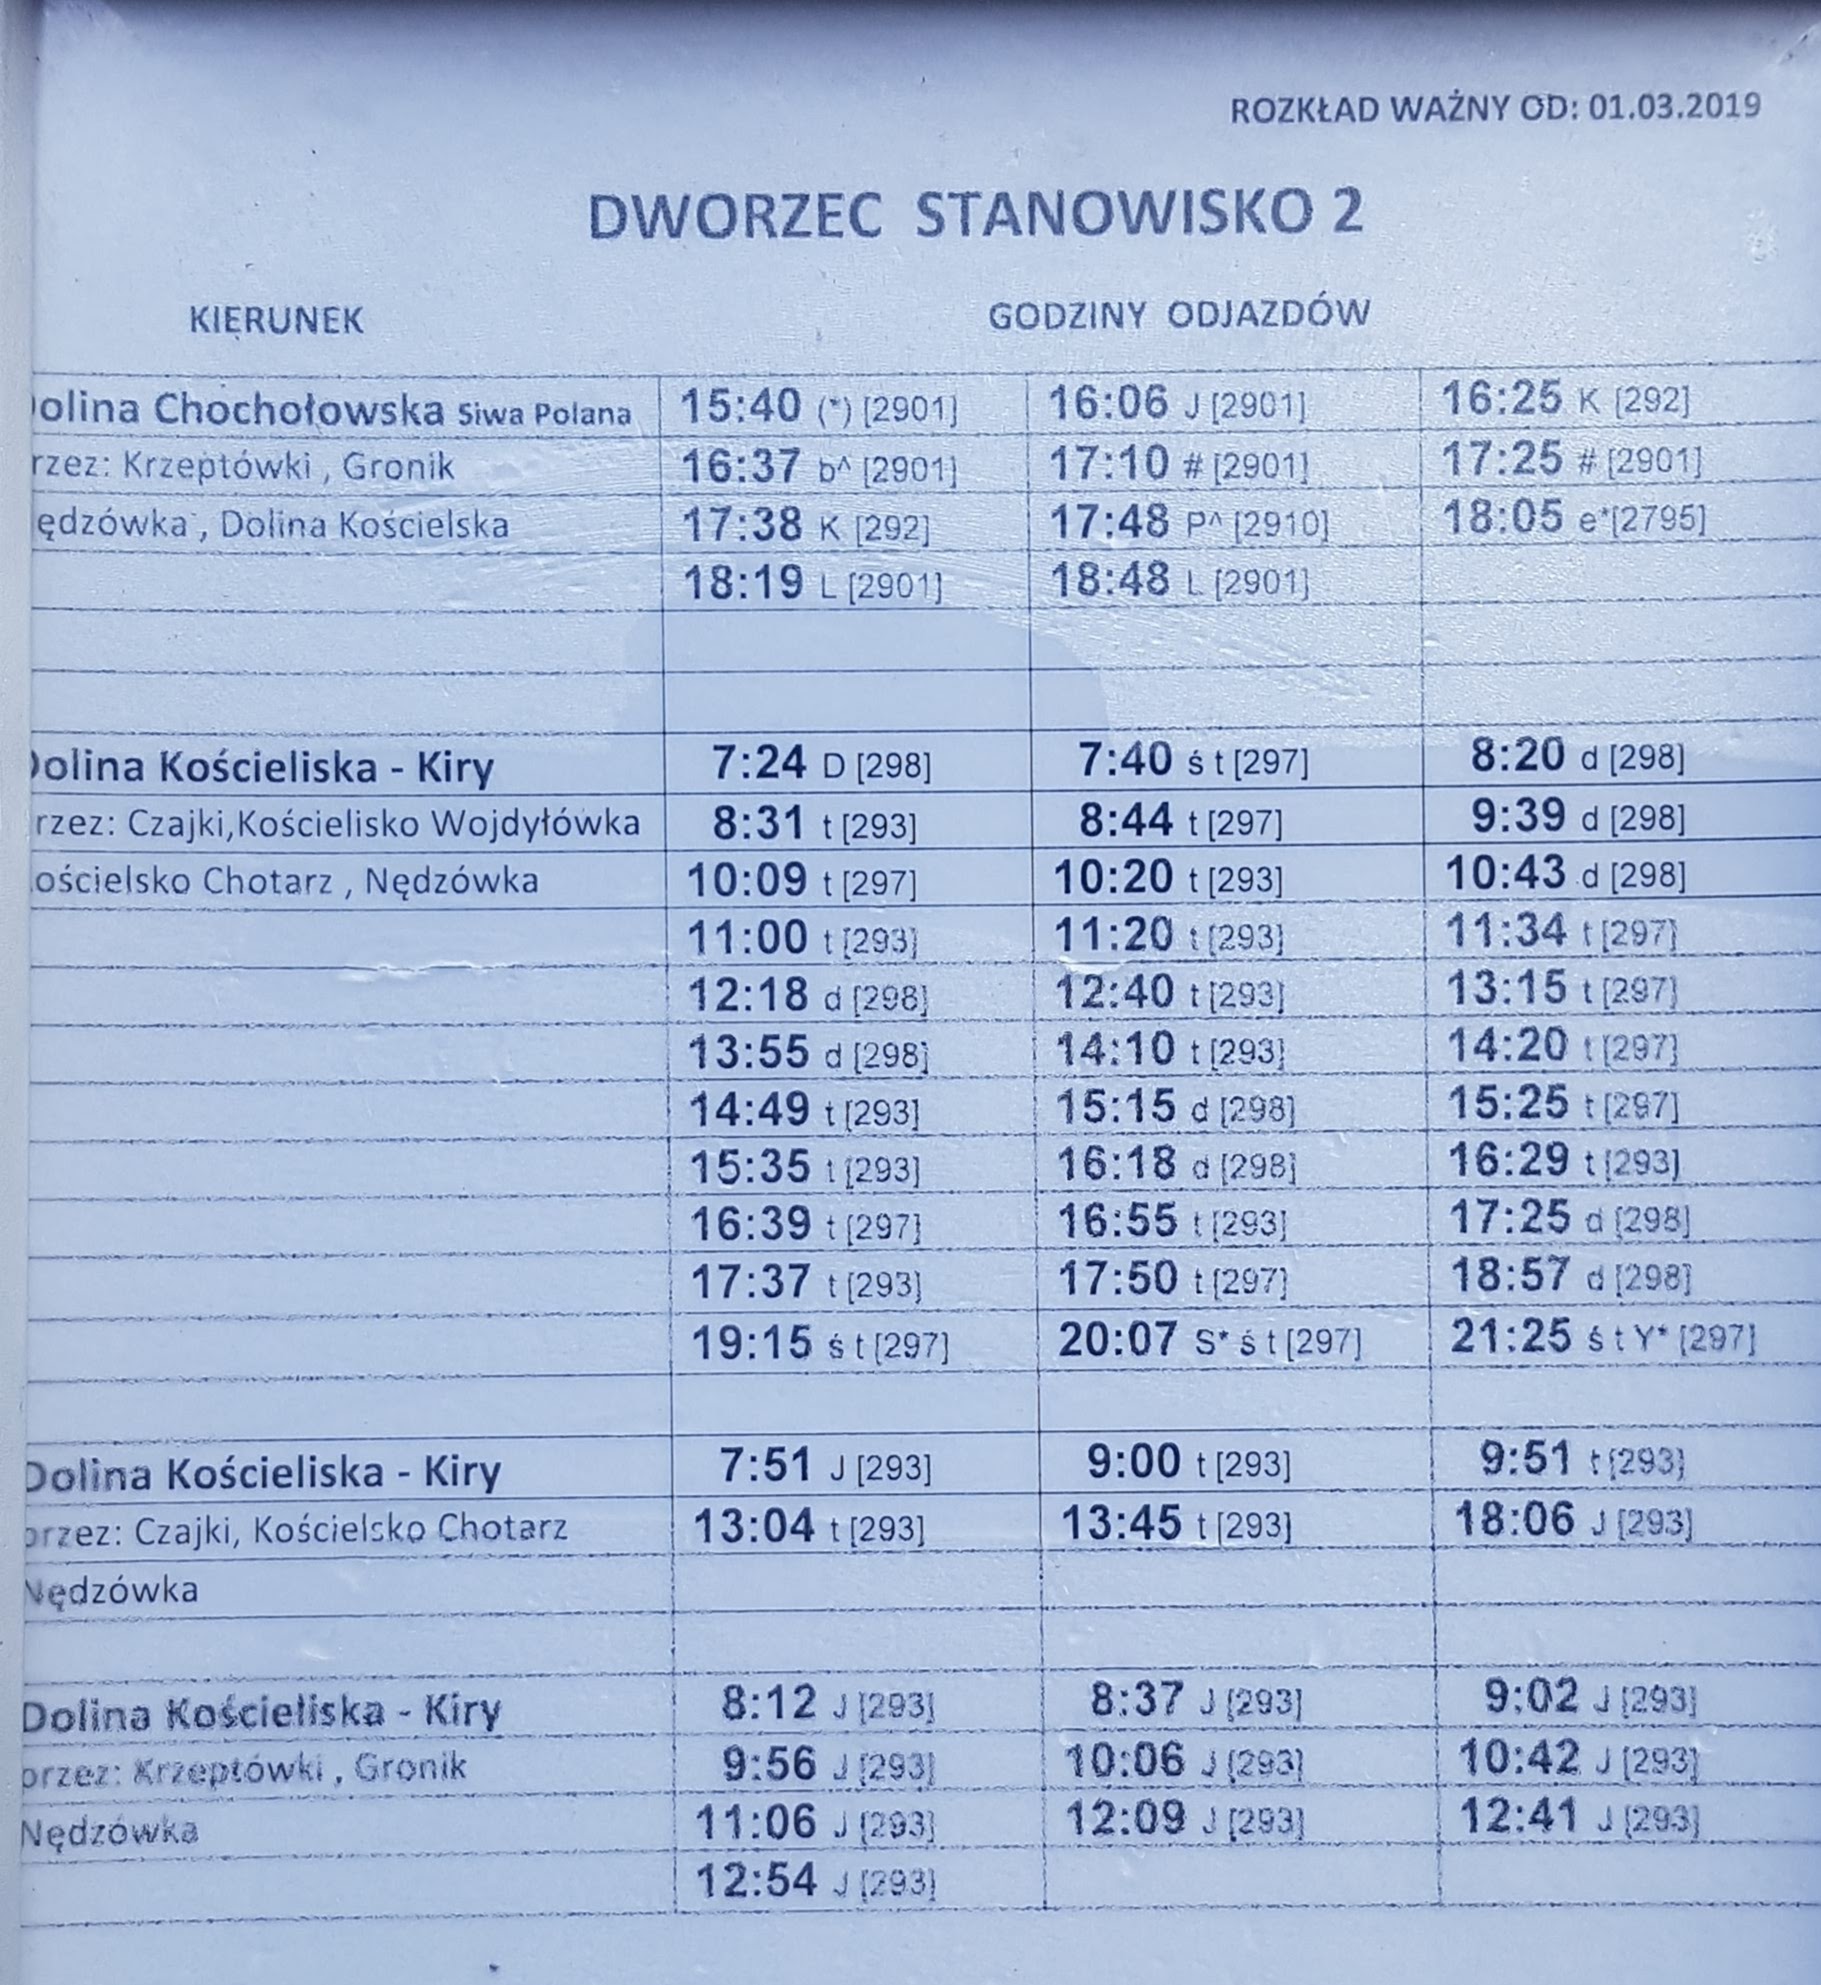 ROZKŁAD WAŻNY OD: 01.03.2019
DWORZEC STANOWISKO 2
KIERUNEK GODZINY ODJAZDÓW
olina Chochołowska Siwa Polana 15:40 (*) [2901] 16:06 J [2901] 16:25 K [292]
rzez: Krzeptówki , Gronik 16:37 b^ [2901] 17:10 # [2901] 17:25 # [2901]
ędzówka , Dolina Kościelska 17:38 K [292] 17:48 P^ [2910] 18:05 e*[2795]
18:19 L [2901] 18:48 L [2901]
Dolina Kościeliska - Kiry 7:24 D [298] 7:40 ś t [297] 8:20 d [298]
rzez: Czajki,Kościelisko Wojdyłówka 8:31 t [293] 8:44 t [297] 9:39 d [298]
ościelsko Chotarz , Nędzówka 10:09 t [297] 10:20 t [293] 10:43 d [298]
11:00 t [293] 11:20 t [293] 11:34 t [297]
12:18 d [298] 12:40 t [293] 13:15 t [297]
13:55 d [298] 14:10 t [293] 14:20 t [297]
14:49 t [293] 15:15 d [298] 15:25 t [297]
15:35 t [293] 16:18 d [298] 16:29 t [293]
16:39 t [297] 16:55 t [293] 17:25 d [298]
17:37 t [293] 17:50 t [297] 18:57 d [298]
19:15 ś t [297] 20:07 S* ś t [297] 21:25 ś t Y* [297]
Dolina Kościeliska - Kiry 7:51 J [293] 9:00 t [293] 9:51 t [293]
przez: Czajki, Kościelsko Chotarz 13:04 t [293] 13:45 t [293] 18:06 J [293]
Nędzówka
Dolina Kościeliska - Kiry 8:12 J [293] 8:37 J [293] 9:02 J [293]
przez: Krzeptówki , Gronik 9:56 J [293] 10:06 J [293] 10:42 J [293]
Nędzówka 11:06 J [293] 12:09 J [293] 12:41 J [293]
12:54 J [293]